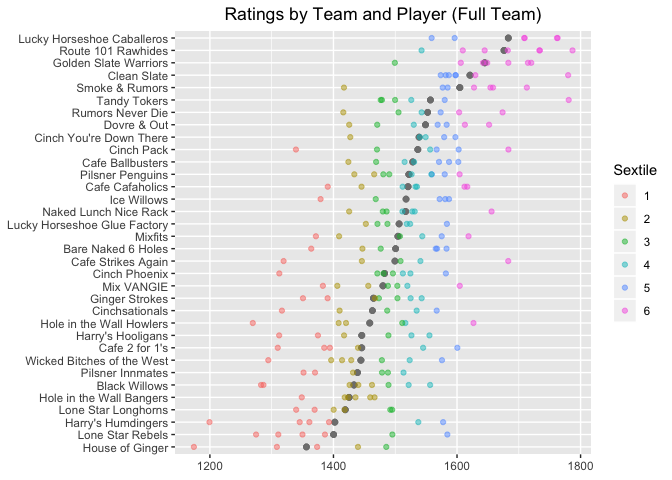 Ratings by Team and Player (Full Team)
Lucky Horseshoe Caballeros
Route 101 Rawhides
Golden Slate Warriors
Clean Slate
Smoke & Rumors
Tandy Tokers
Rumors Never Die
Dovre & Out
Cinch You're Down There
Cinch Pack
Cafe Ballbusters
Pilsner Penguins
Cafe Cafaholics
Ice Willows
Naked Lunch Nice Rack
Lucky Horseshoe Glue Factory
Mixfits
Bare Naked 6 Holes
Cafe Strikes Again
Cinch Phoenix
Mix VANGIE
Ginger Strokes
Cinchsationals
Hole in the Wall Howlers
Harry's Hooligans
Cafe 2 for 1's
Wicked Bitches of the West
Pilsner Innmates
Black Willows
Hole in the Wall Bangers
Lone Star Longhorns
Harry's Humdingers
Lone Star Rebels
House of Ginger
1200 1400 1600 1800
Sextile
1
2
3
4
5
6